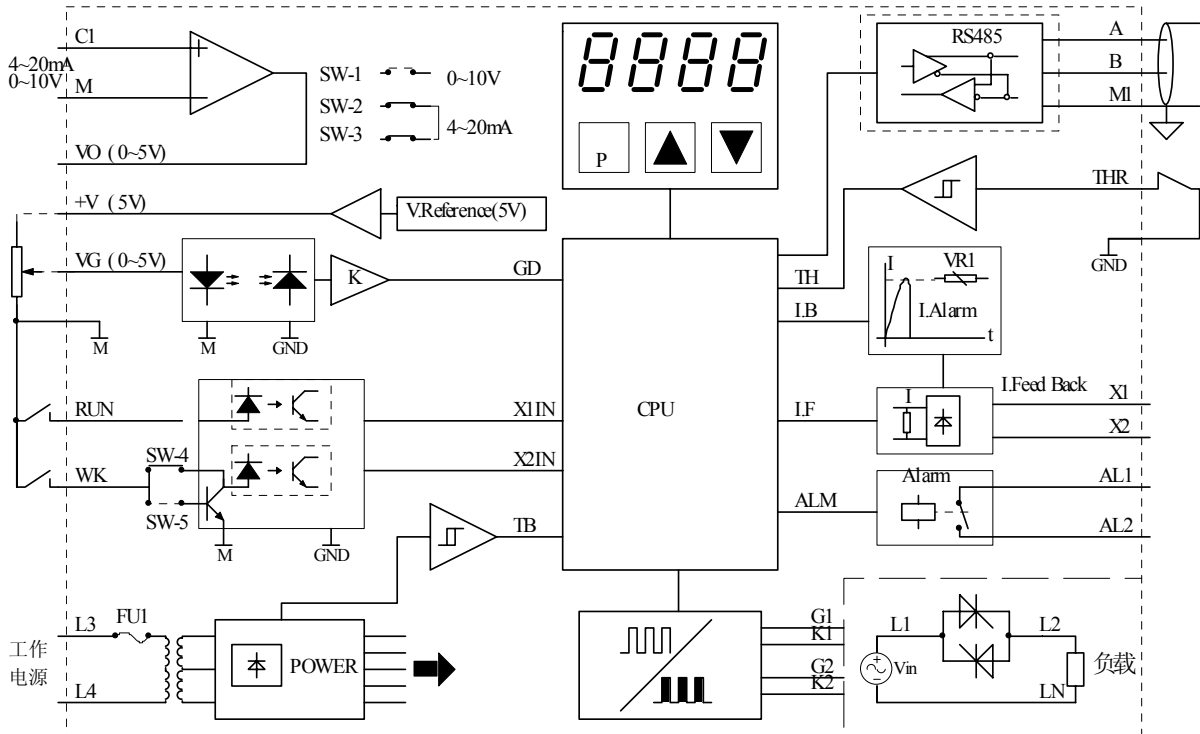 C1
4~20mA
0~10V
M
VO (0~5V)
SW-1
0~10V
SW-2
SW-3
4~20mA
8888
P
RS485
A
B
M1
+V (5V)
V.Reference(5V)
THR
GND
VG (0~5V)
K
GD
M
M
GND
TH
I.B
I
VR1
I.Alarm
t
CPU
RUN
X1IN
I.F
I
I.Feed Back
X1
X2
WK
SW-4
SW-5
X2IN
M
GND
TB
ALM
Alarm
AL1
AL2
工作
电源
L3
FU1
L4
POWER
G1
K1
G2
K2
L1
L2
Vin
LN
负载